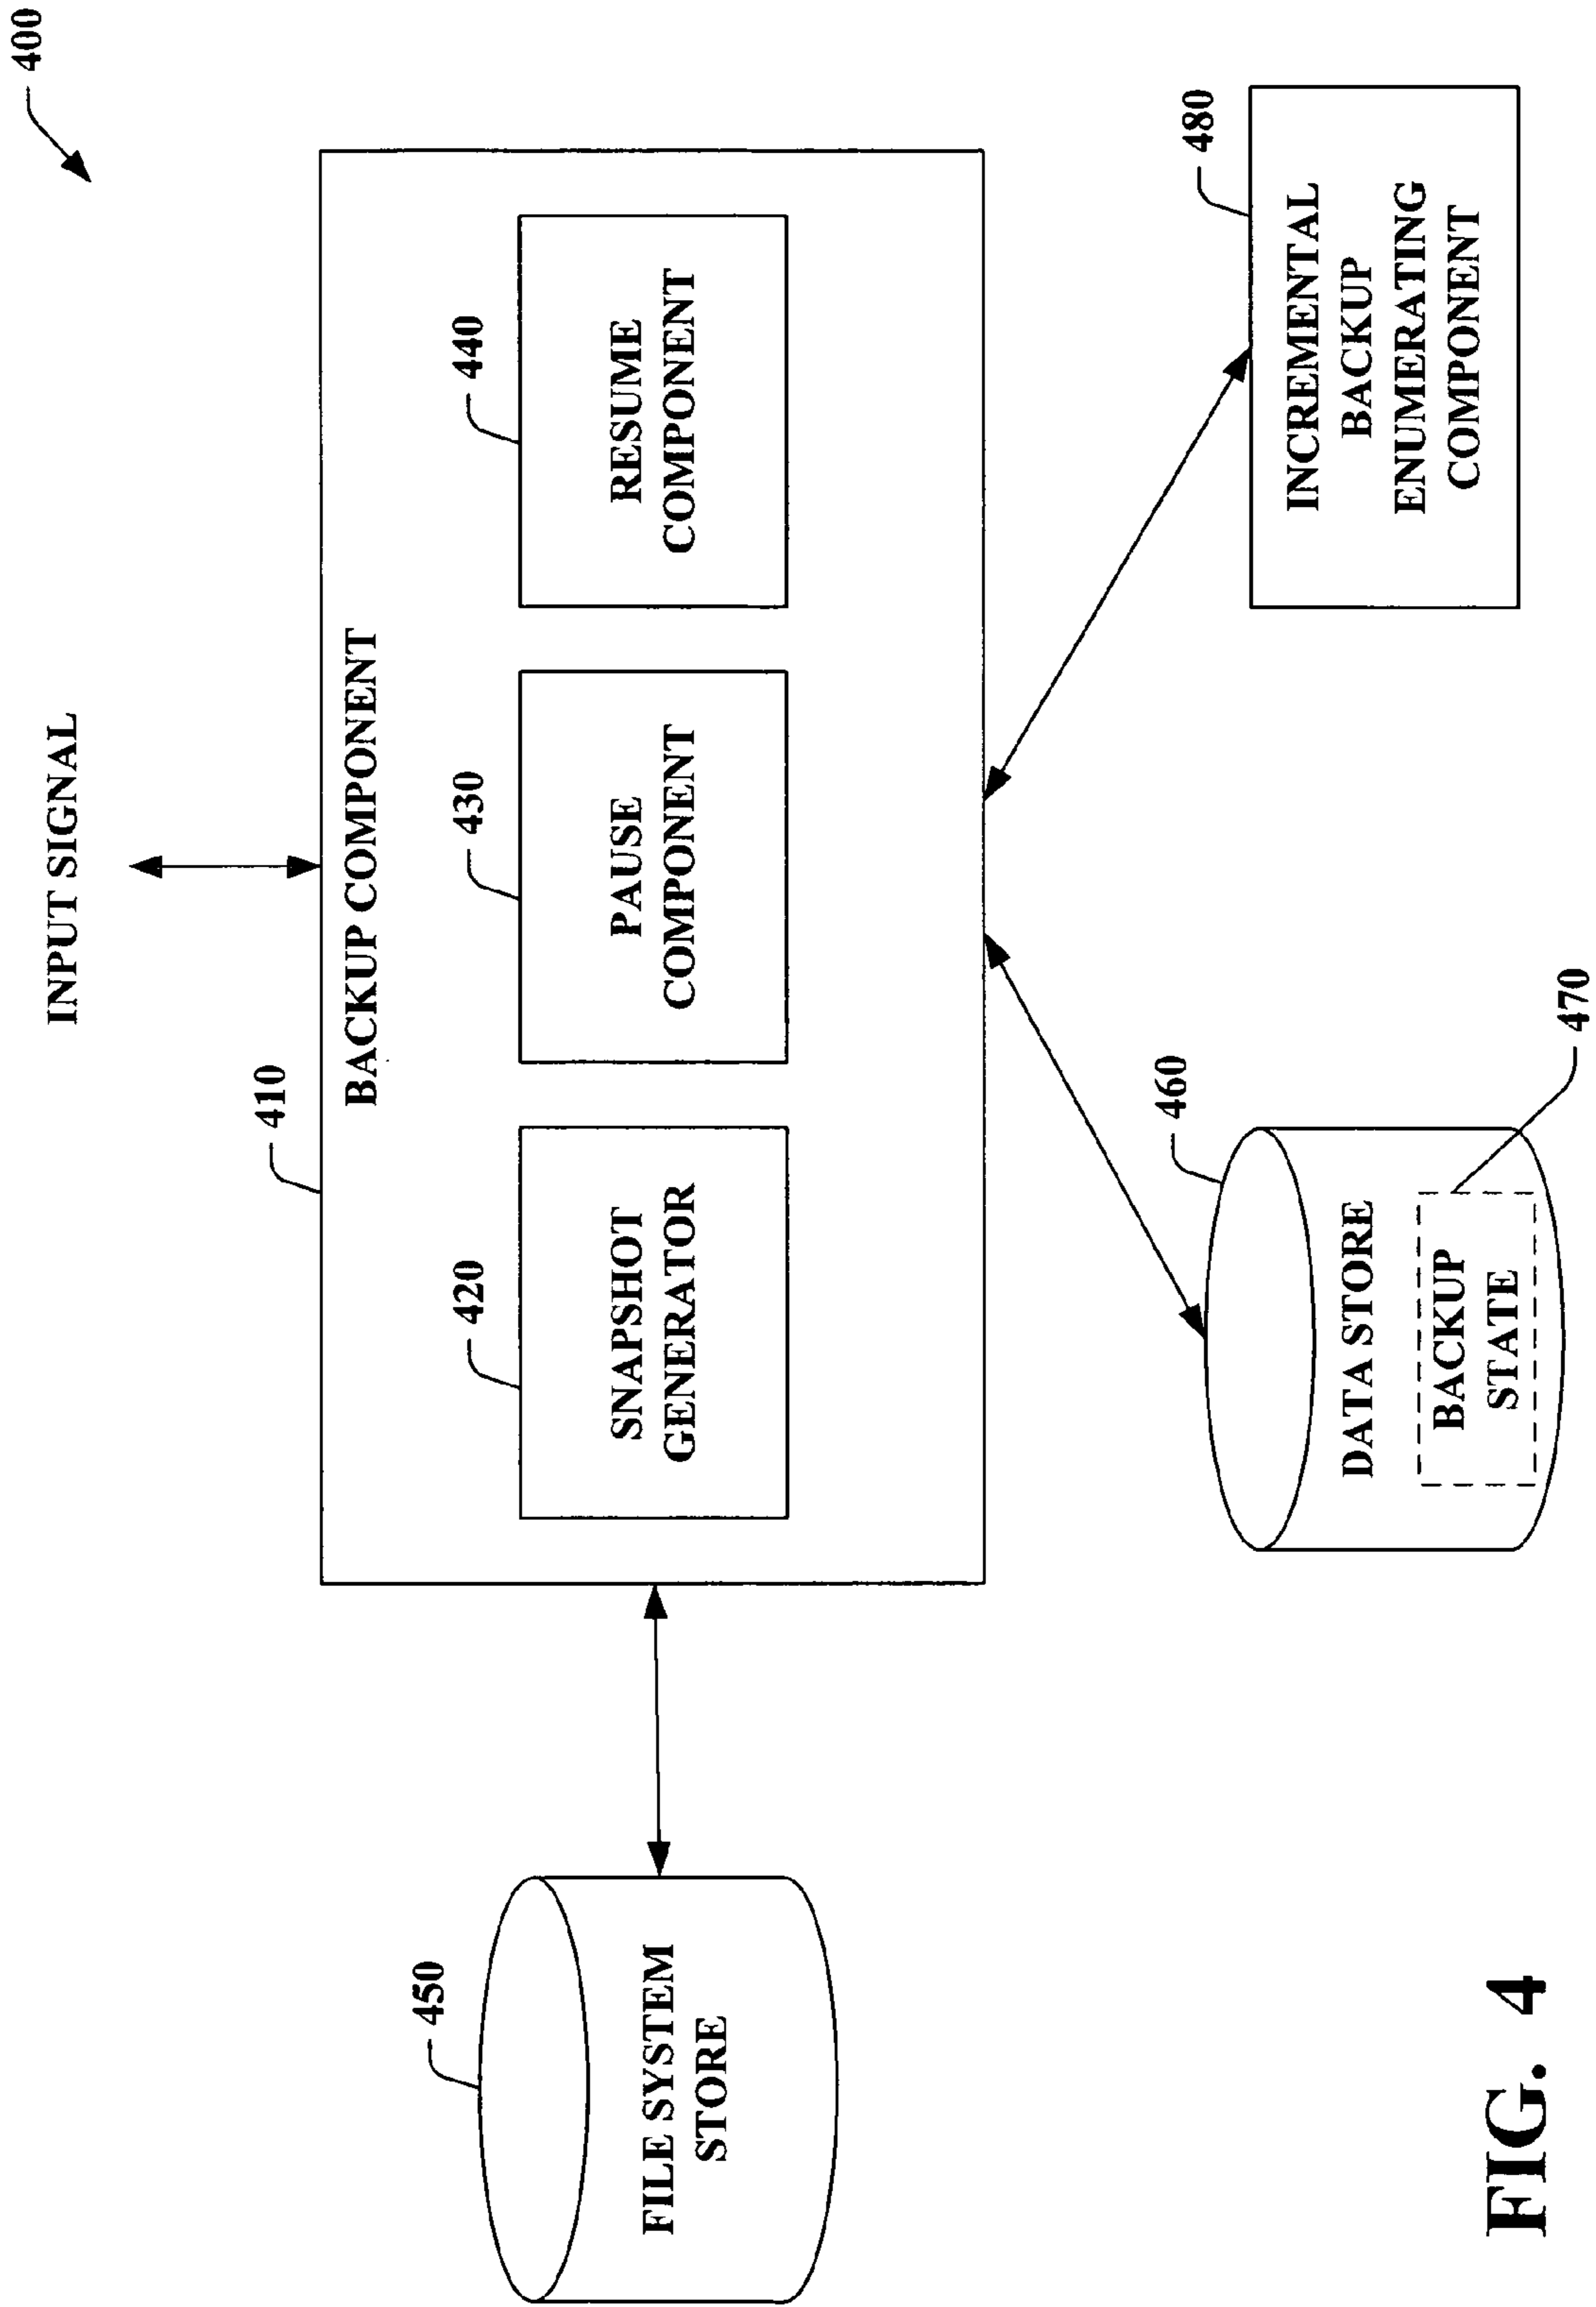 400
INPUT SIGNAL
410
BACKUP COMPONENT
420
SNAPSHOT
GENERATOR
430
PAUSE
COMPONENT
440
RESUME
COMPONENT
450
FILE SYSTEM
STORE
460
DATA STORE
BACKUP
STATE
470
480
INCREMENTAL
BACKUP
ENUMERATING
COMPONENT
FIG. 4